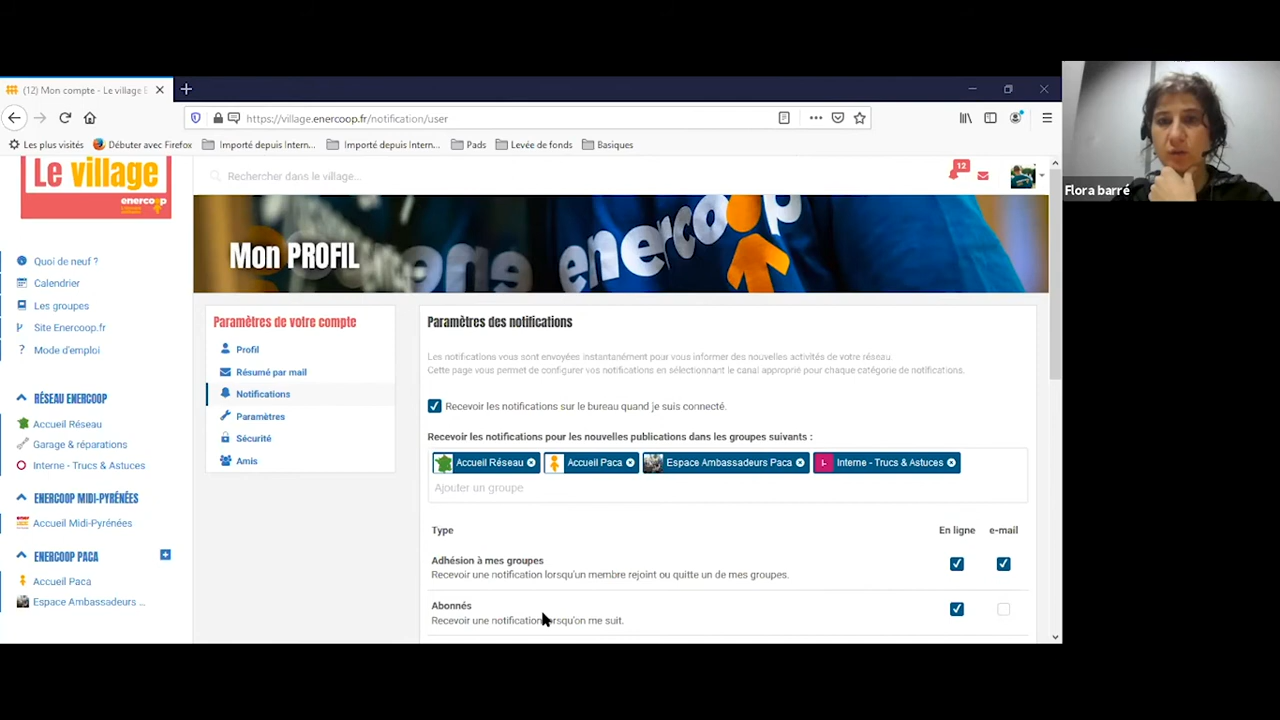 (12) Mon compte - Le village E
https://village.enercoop.fr/notification/user
Les plus visités
Débuter avec Firefox
Importé depuis Intern...
Importé depuis Intern...
Pads
Levée de fonds
Basiques
Le village
enercoop
Rechercher dans le village...
12
Flora barré
enercoop
Mon PROFIL
Quoi de neuf ?
Calendrier
Les groupes
Site Enercoop.fr
Mode d'emploi
RÉSEAU ENERCOOP
Accueil Réseau
Garage & réparations
Interne - Trucs & Astuces
ENERCOOP MIDI-PYRÉNÉES
Accueil Midi-Pyrénées
ENERCOOP PACA
Accueil Paca
Espace Ambassadeurs ...
Paramètres de votre compte
Profil
Résumé par mail
Notifications
Paramètres
Sécurité
Amis
Paramètres des notifications
Les notifications vous sont envoyées instantanément pour vous informer des nouvelles activités de votre réseau.
Cette page vous permet de configurer vos notifications en sélectionnant le canal approprié pour chaque catégorie de notifications.
Recevoir les notifications sur le bureau quand je suis connecté.
Recevoir les notifications pour les nouvelles publications dans les groupes suivants :
Accueil Réseau Accueil Paca Espace Ambassadeurs Paca I- Interne - Trucs & Astuces
Ajouter un groupe
Type En ligne e-mail
Adhésion à mes groupes
Recevoir une notification lorsqu'un membre rejoint ou quitte un de mes groupes.
Abonnés
Recevoir une notification lorsqu'on me suit.